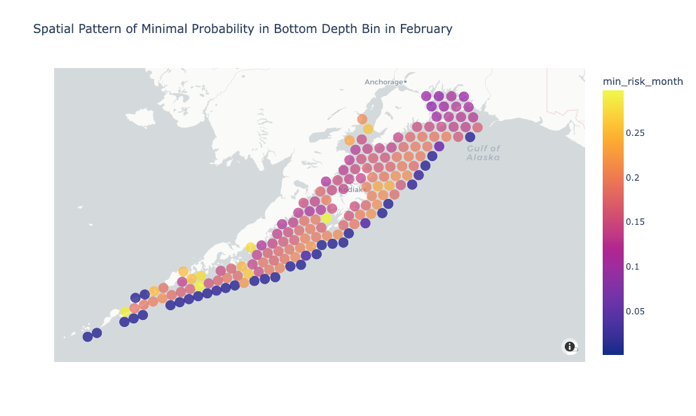 Spatial Pattern of Minimal Probability in Bottom Depth Bin in February
min_risk_month
Anchorage
0.25
Gulf of
Alaska
0.2
Kodiak
0.15
0.1
0.05